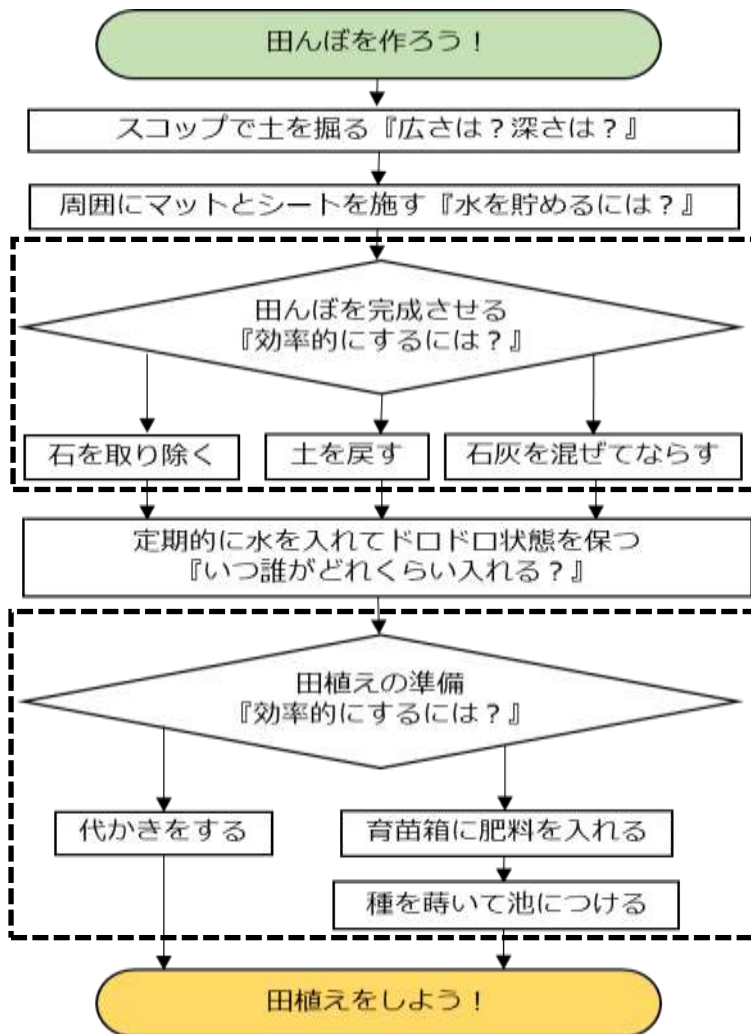 田んぼを作ろう！
スコップで土を掘る『広さは？深さは？』
周囲にマットとシートを施す『水を貯めるには？』
田んぼを完成させる
『効率的にするには？』
石を取り除く
土を戻す
石灰を混ぜてならす
定期的に水を入れてドロドロ状態を保つ
『いつ誰がどれくらい入れる？』
田植えの準備
『効率的にするには？』
代かきをする
育苗箱に肥料を入れる
種を蒔いて池につける
田植えをしよう！